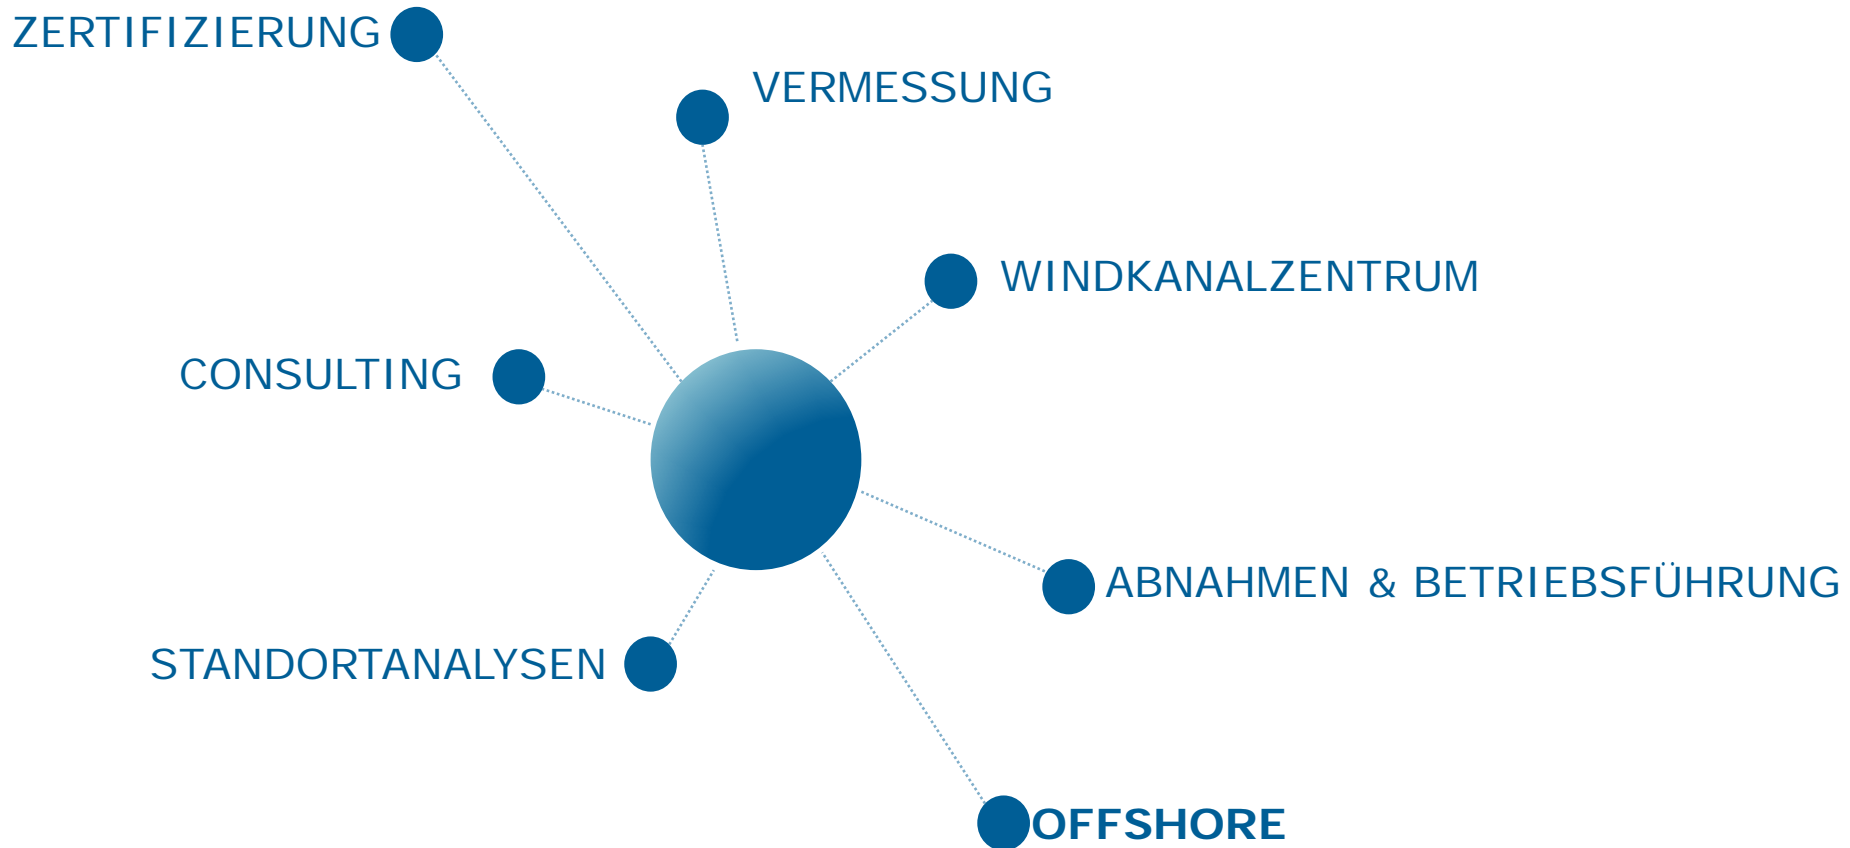 ZERTIFIZIERUNG
VERMESSUNG
WINDKANALZENTRUM
CONSULTING
ABNAHMEN & BETRIEBSFÜHRUNG
STANDORTANALYSEN
OFFSHORE